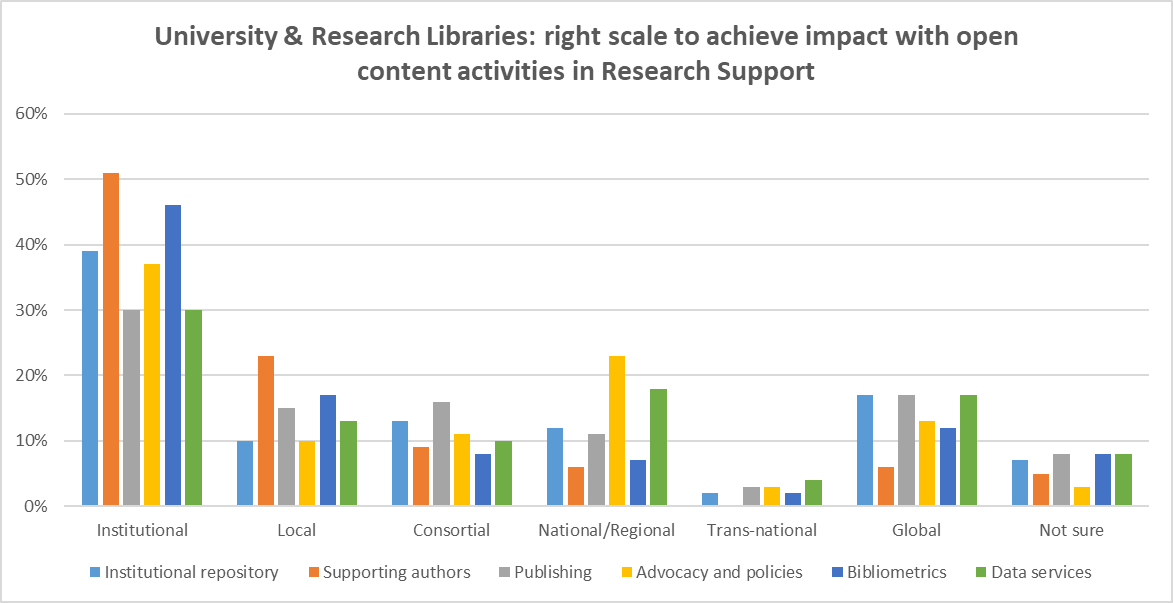 University & Research Libraries: right scale to achieve impact with open
content activities in Research Support
60%
50%
40%
30%
20%
10%
0%
Institutional Local Consortial National/Regional Trans-national Global Not sure
Institutional repository Supporting authors Publishing Advocacy and policies Bibliometrics Data services